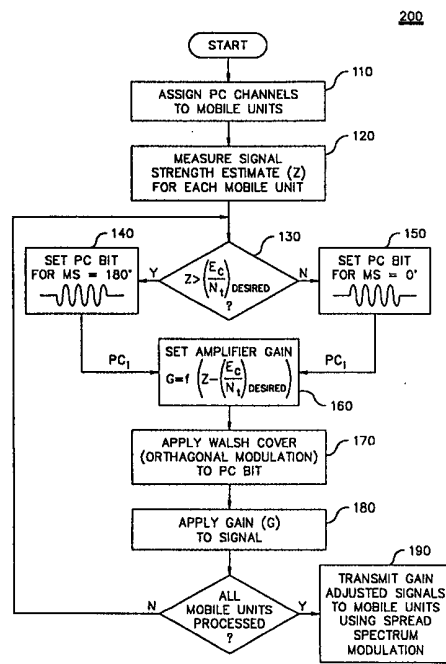 200
START
110
ASSIGN PC CHANNELS
TO MOBILE UNITS
120
MEASURE SIGNAL
STRENGTH ESTIMATE (Z)
FOR EACH MOBILE UNIT
130
Z>(Ec/Nt)DESIRED
?
Y
N
140
SET PC BIT
FOR MS = 180°
150
SET PC BIT
FOR MS = 0°
PC1
PC1
SET AMPLIFIER GAIN
G=f (Z-(Ec/Nt)DESIRED)
160
APPLY WALSH COVER
(ORTHAGONAL MODULATION)
TO PC BIT
170
APPLY GAIN (G)
TO SIGNAL
180
ALL
MOBILE UNITS
PROCESSED
?
N
Y
190
TRANSMIT GAIN
ADJUSTED SIGNALS
TO MOBILE UNITS
USING SPREAD
SPECTRUM
MODULATION